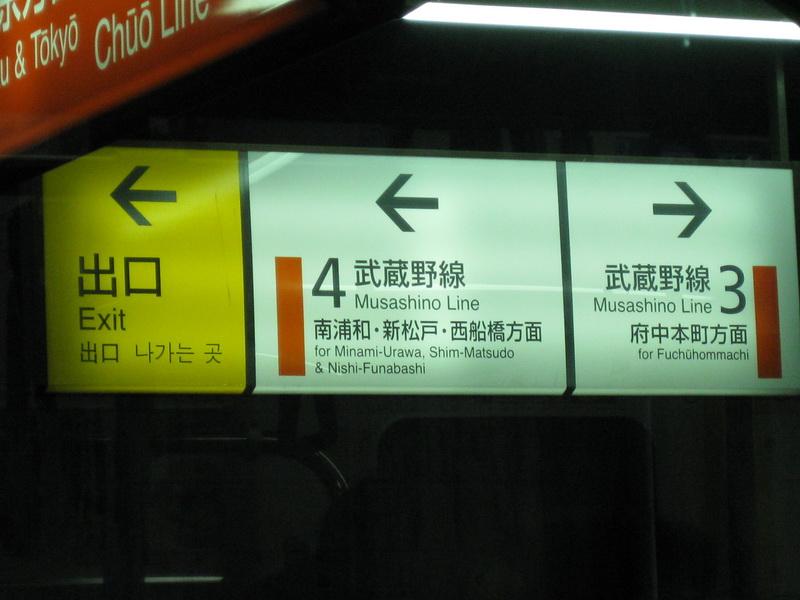 u & Tōkyō
Chūō Line
出口
Exit
出口 나가는 곳
4 武蔵野線
Musashino Line
南浦和・新松戸・西船橋方面
for Minami-Urawa, Shim-Matsudo
& Nishi-Funabashi
武蔵野線 3
Musashino Line
府中本町方面
for Fuchūhommachi